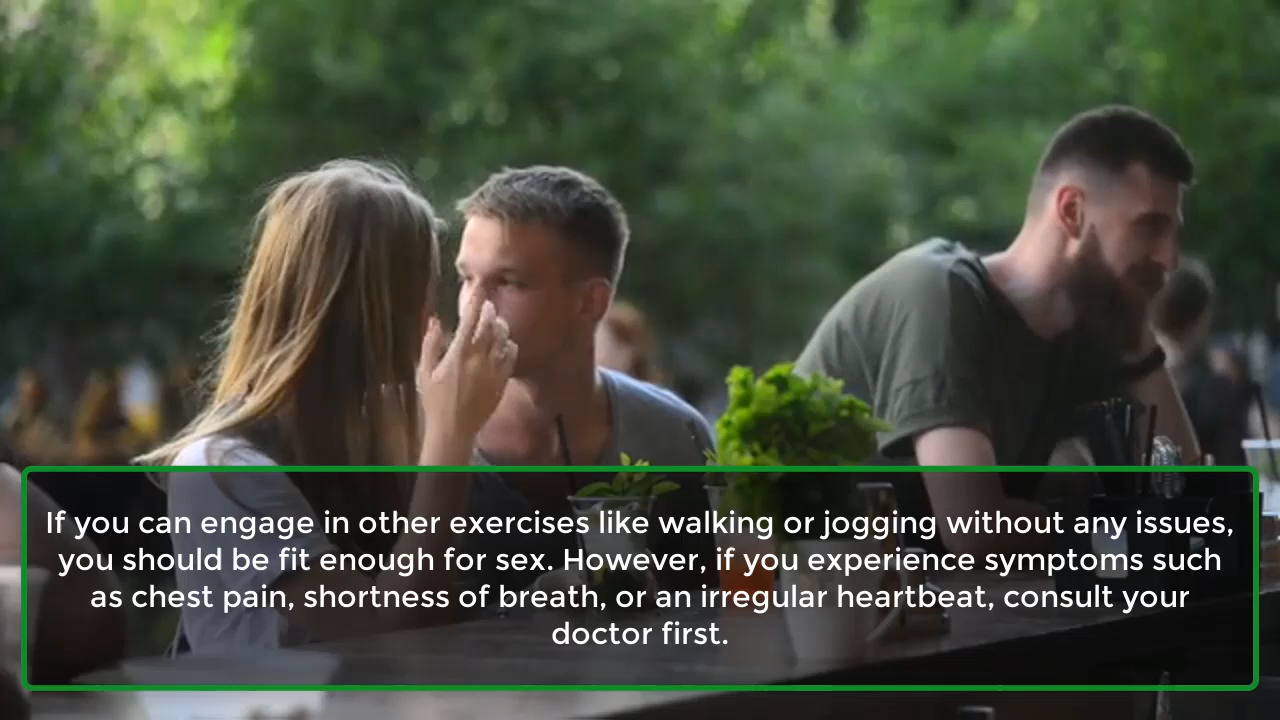 If you can engage in other exercises like walking or jogging without any issues,
you should be fit enough for sex. However, if you experience symptoms such
as chest pain, shortness of breath, or an irregular heartbeat, consult your
doctor first.